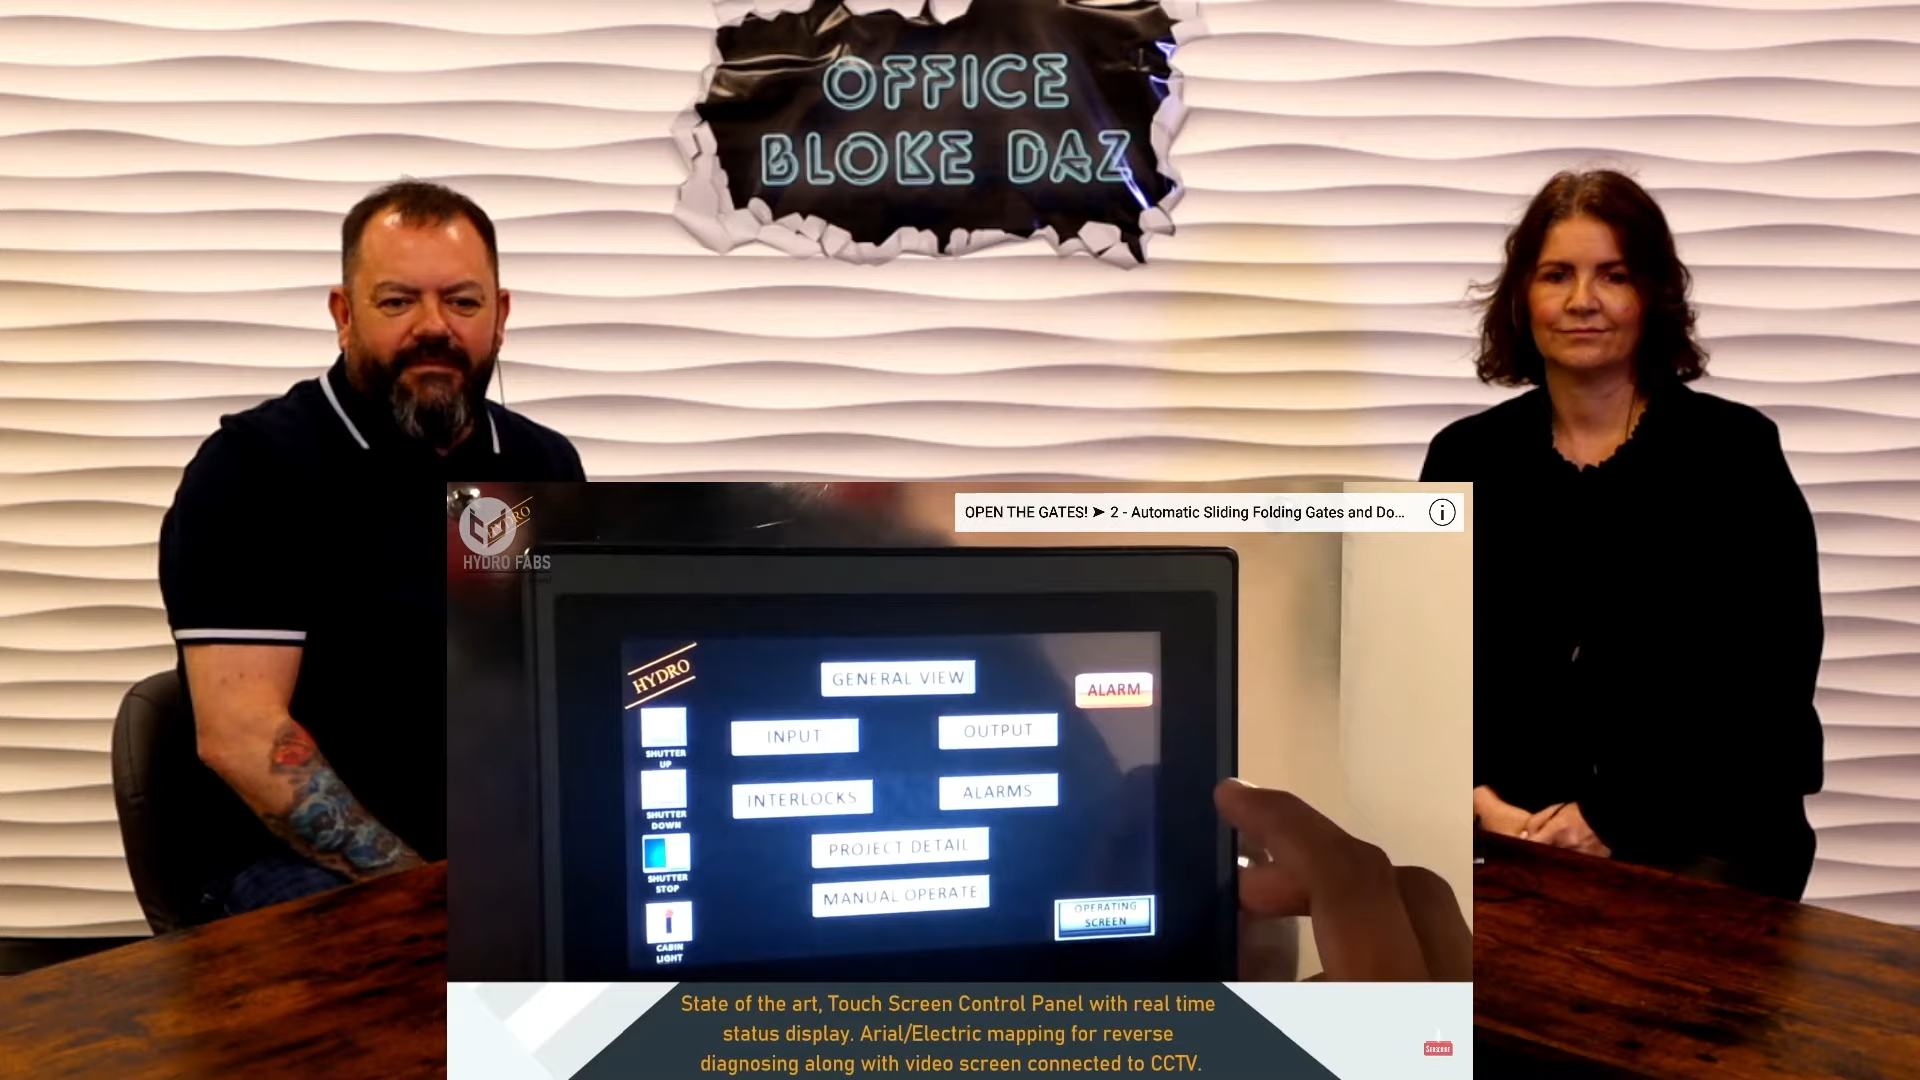 OFFICE
BLOKE DAZ
OPEN THE GATES! ➤ 2 - Automatic Sliding Folding Gates and Do...
HYDRO
HYDRO FABS
HYDRO
GENERAL VIEW
ALARM
INPUT
OUTPUT
SHUTTER
UP
INTERLOCKS
ALARMS
SHUTTER
DOWN
PROJECT DETAIL
SHUTTER
STOP
MANUAL OPERATE
OPERATING
SCREEN
CABIN
LIGHT
State of the art, Touch Screen Control Panel with real time
status display. Arial/Electric mapping for reverse
diagnosing along with video screen connected to CCTV.
SUBSCRIBE